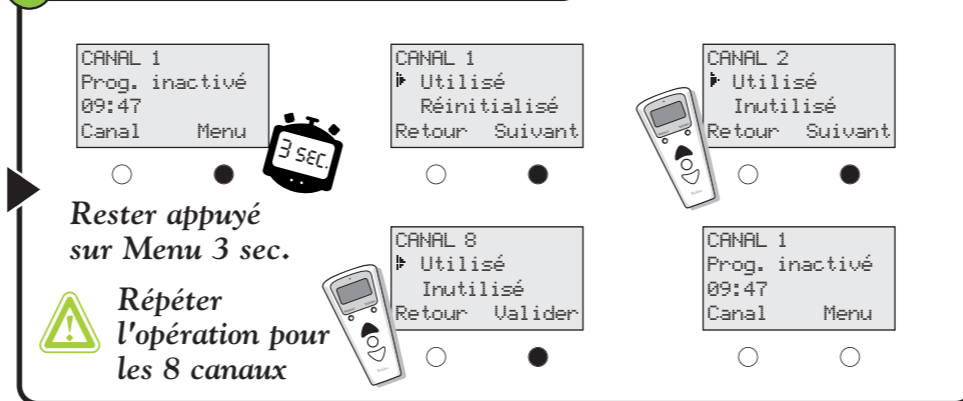 CANAL 1
Prog. inactivé
09:47
Canal Menu
3 SEC.
CANAL 1
Utilisé
Réinitialisé
Retour Suivant
CANAL 2
Utilisé
Inutilisé
Retour Suivant
Rester appuyé
sur Menu 3 sec.
Répéter
l'opération pour
les 8 canaux
CANAL 8
Utilisé
Inutilisé
Retour Valider
CANAL 1
Prog. inactivé
09:47
Canal Menu